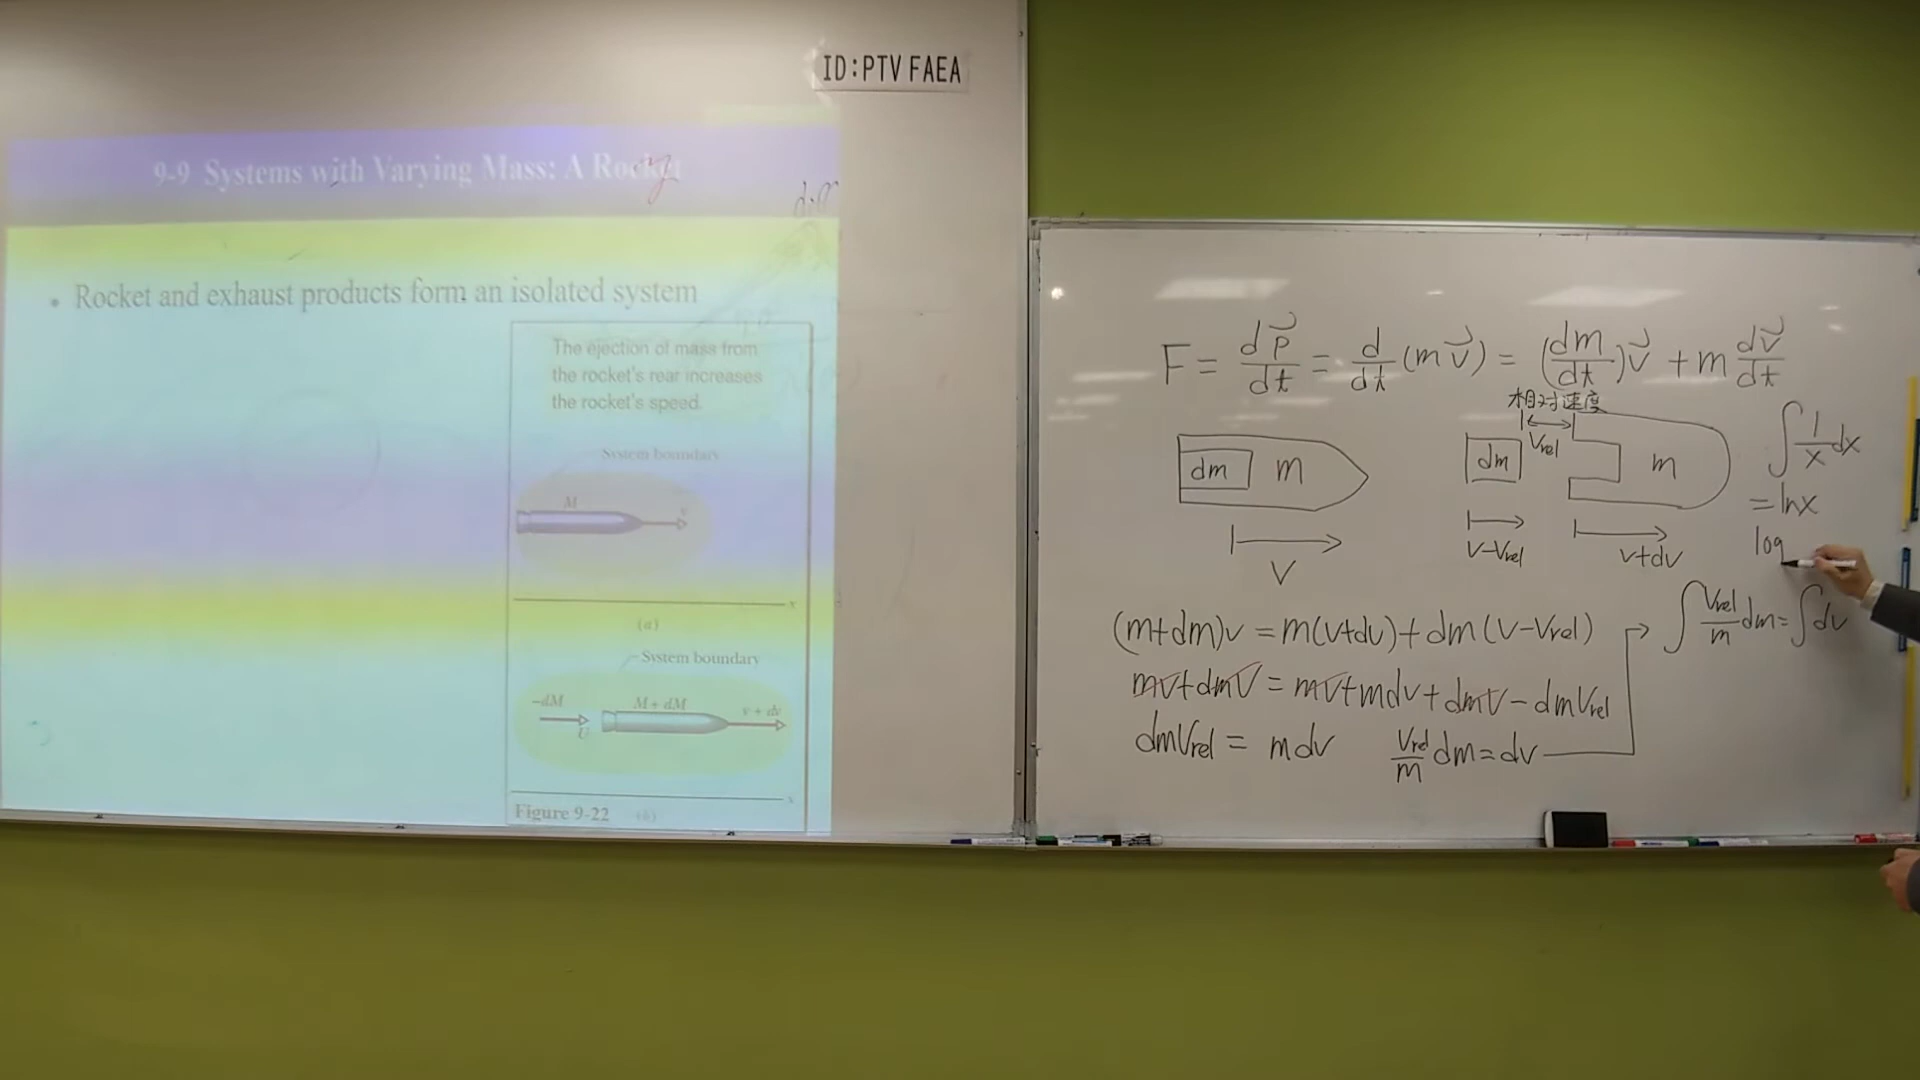 ID:PTV FAEA
9-9 Systems with Varying Mass: A Rocket
• Rocket and exhaust products form an isolated system
The ejection of mass from
the rocket's rear increases
the rocket's speed.
System boundary
M
v
x
(a)
System boundary
-dM
M + dM
v + dv
U
x
Figure 9-22 (b)
F = dp⃗/dt = d/dt (mv⃗) = (dm/dt)v⃗ + m dv⃗/dt
相对速度
Vrel
dm m
dm
m
V
V-Vrel
v+dv
∫ 1/x dx
= lnx
log
(m+dm)v = m(v+dv)+dm(v-Vrel)
∫ Vrel/m dm = ∫dv
mv+dmv = mv+mdv+dmv-dmVrel
dmVrel = mdv
Vrel/m dm = dv